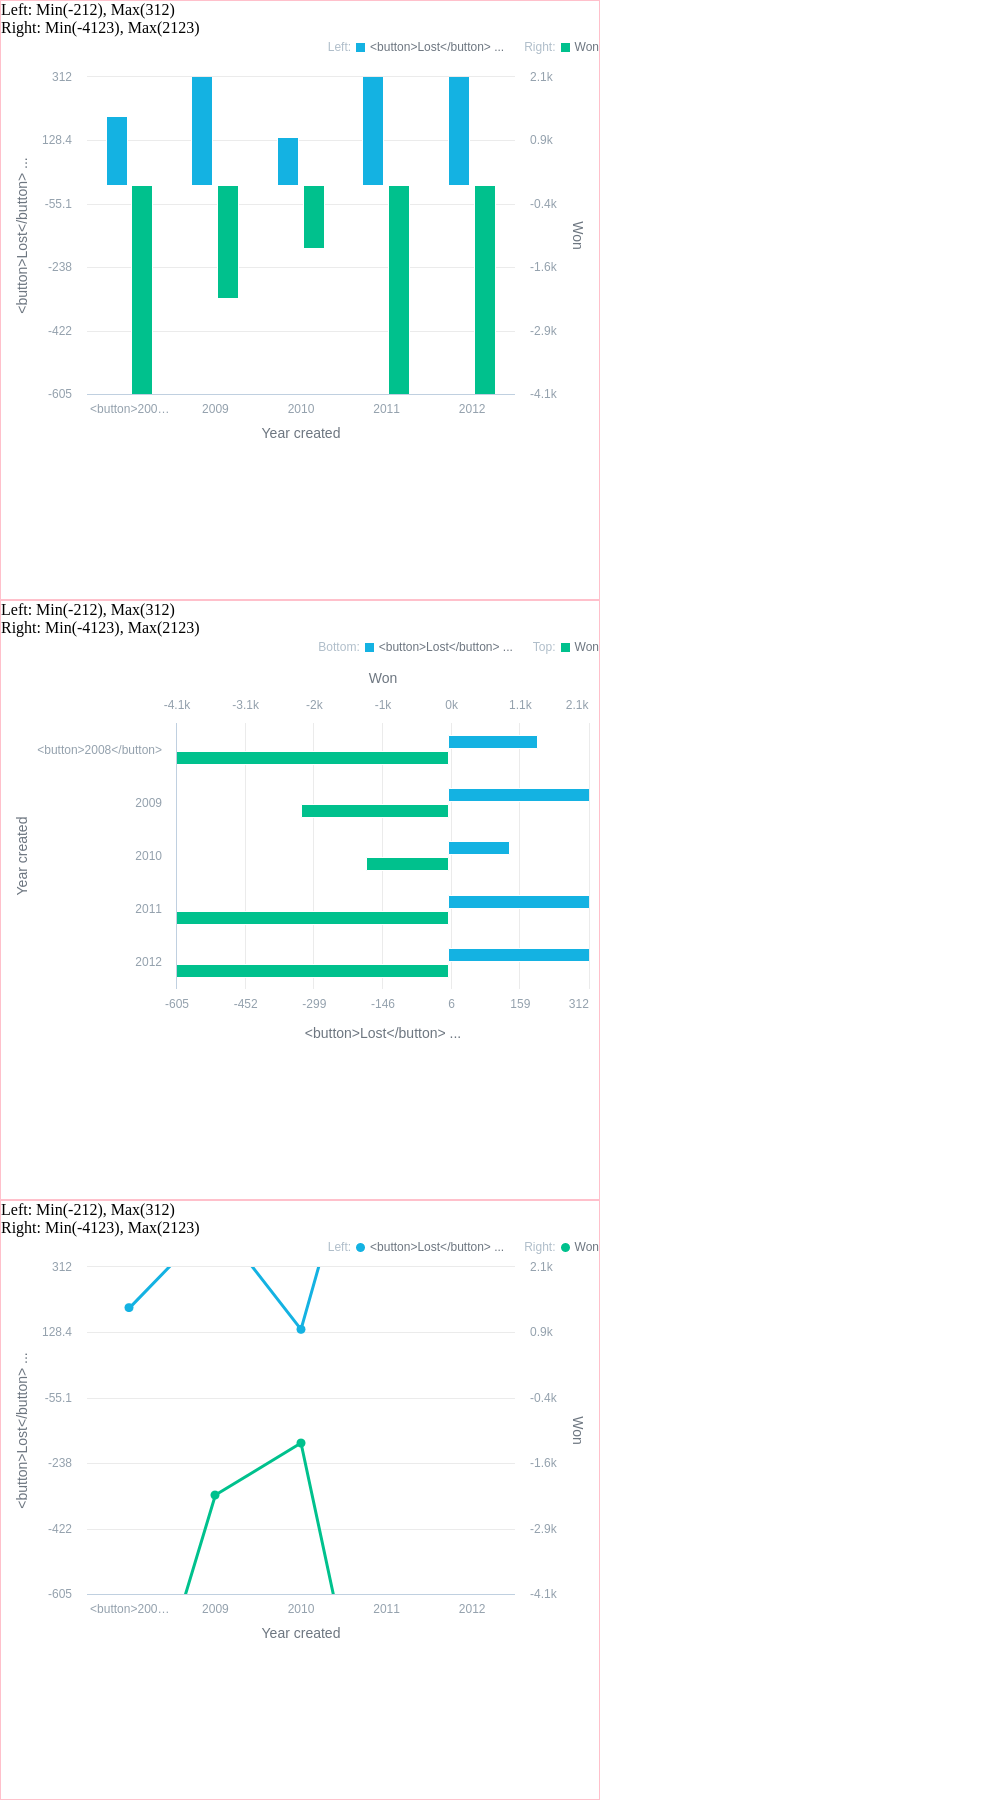 Left: Min(-212), Max(312)
Right: Min(-4123), Max(2123)
Left: <button>Lost</button> ... Right: Won
312 2.1k
128.4 0.9k
-55.1 -0.4k
-238 -1.6k
-422 -2.9k
-605 -4.1k
<button>Lost</button> ...
Won
<button>200… 2009 2010 2011 2012
Year created
Left: Min(-212), Max(312)
Right: Min(-4123), Max(2123)
Bottom: <button>Lost</button> ... Top: Won
Won
-4.1k -3.1k -2k -1k 0k 1.1k 2.1k
<button>2008</button>
2009
2010
2011
2012
Year created
-605 -452 -299 -146 6 159 312
<button>Lost</button> ...
Left: Min(-212), Max(312)
Right: Min(-4123), Max(2123)
Left: <button>Lost</button> ... Right: Won
312 2.1k
128.4 0.9k
-55.1 -0.4k
-238 -1.6k
-422 -2.9k
-605 -4.1k
<button>Lost</button> ...
Won
<button>200… 2009 2010 2011 2012
Year created